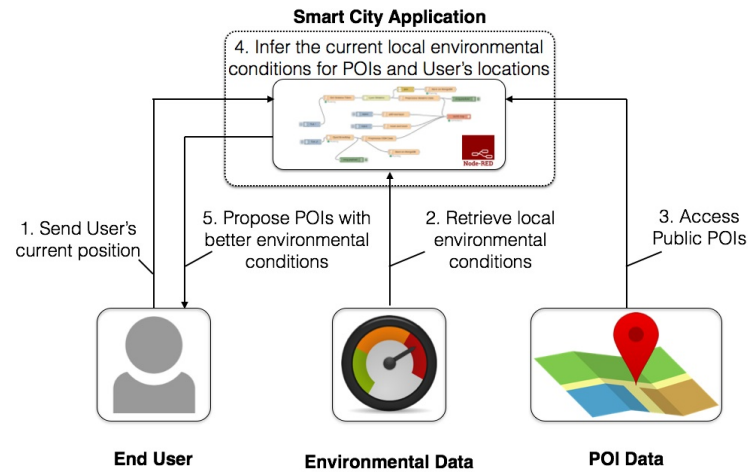 Smart City Application
4. Infer the current local environmental
conditions for POIs and User's locations
Node-RED
1. Send User's
current position
5. Propose POIs with
better environmental
conditions
2. Retrieve local
environmental
conditions
3. Access
Public POIs
End User
Environmental Data
POI Data